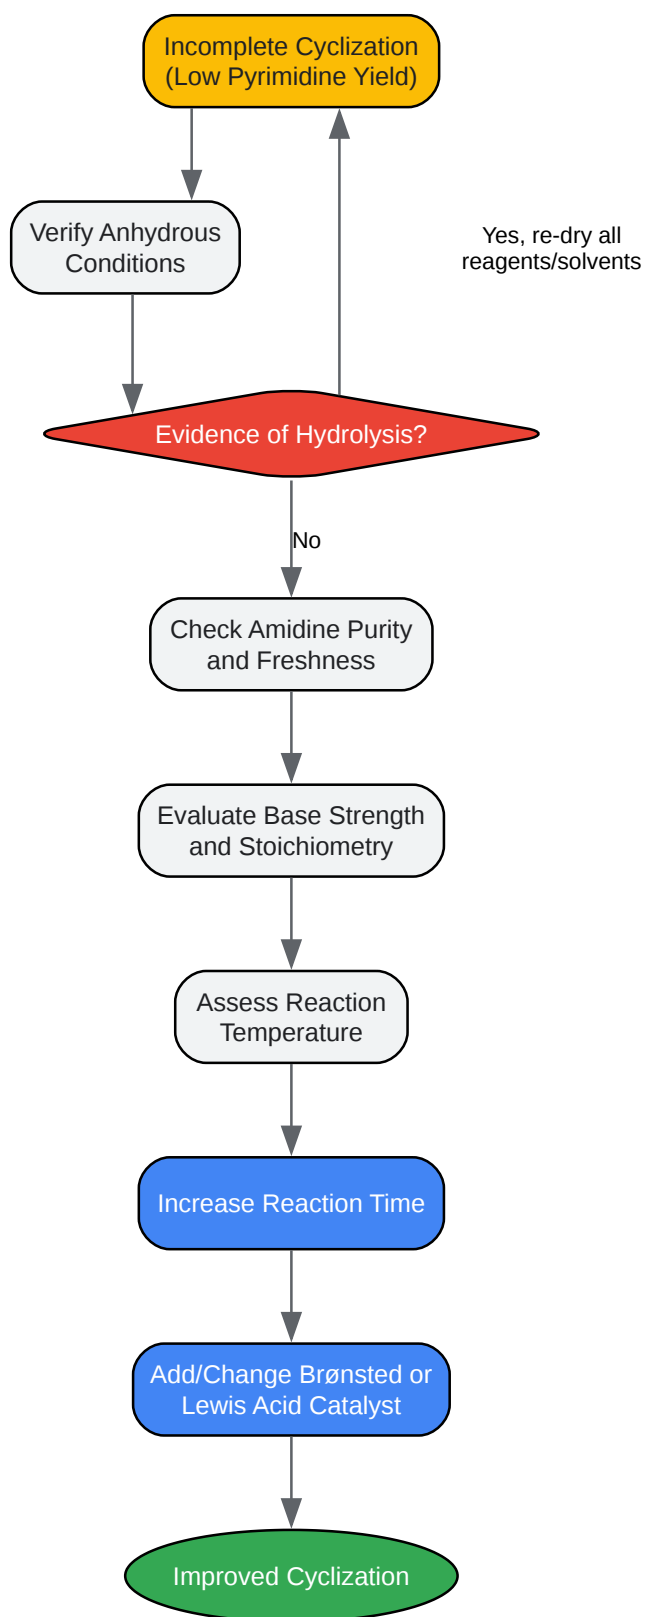 Incomplete Cyclization
(Low Pyrimidine Yield)
Verify Anhydrous
Conditions
Yes, re-dry all
reagents/solvents
Evidence of Hydrolysis?
No
Check Amidine Purity
and Freshness
Evaluate Base Strength
and Stoichiometry
Assess Reaction
Temperature
Increase Reaction Time
Add/Change Brønsted or
Lewis Acid Catalyst
Improved Cyclization